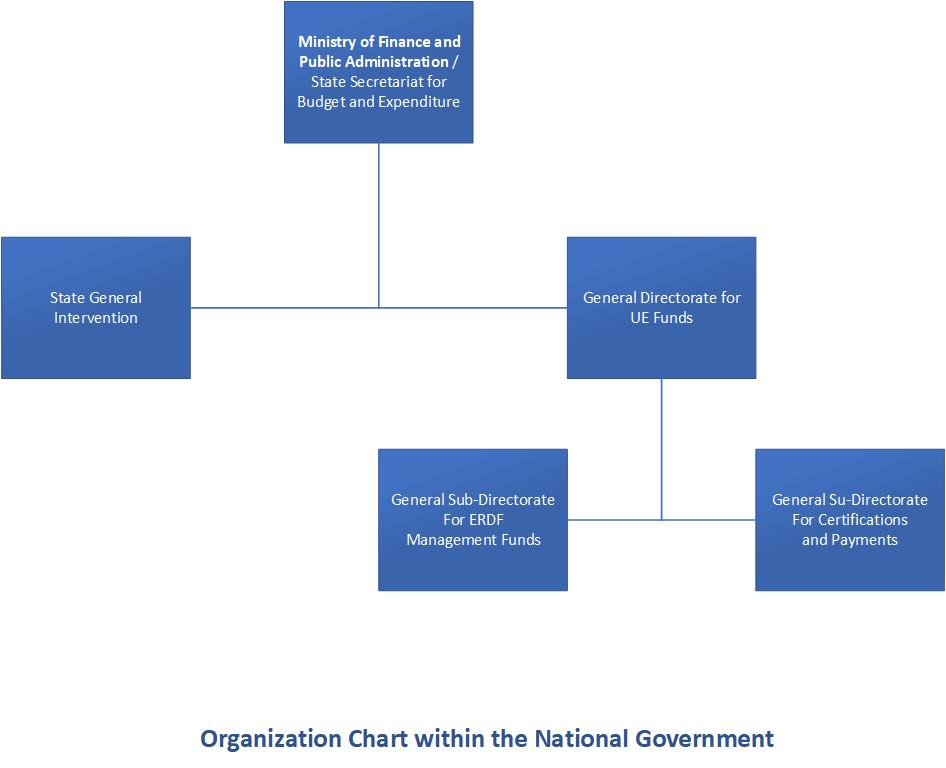 Ministry of Finance and
Public Administration /
State Secretariat for
Budget and Expenditure
State General
Intervention
General Directorate for
UE Funds
General Sub-Directorate
For ERDF
Management Funds
General Su-Directorate
For Certifications
and Payments
Organization Chart within the National Government